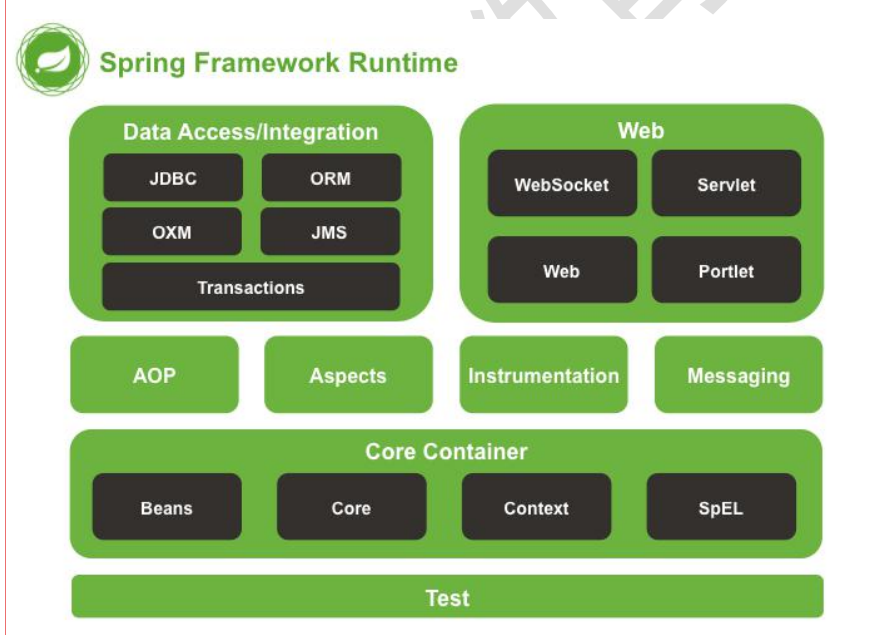 Spring Framework Runtime
Data Access/Integration
JDBC
ORM
OXM
JMS
Transactions
Web
WebSocket
Servlet
Web
Portlet
AOP
Aspects
Instrumentation
Messaging
Core Container
Beans
Core
Context
SpEL
Test